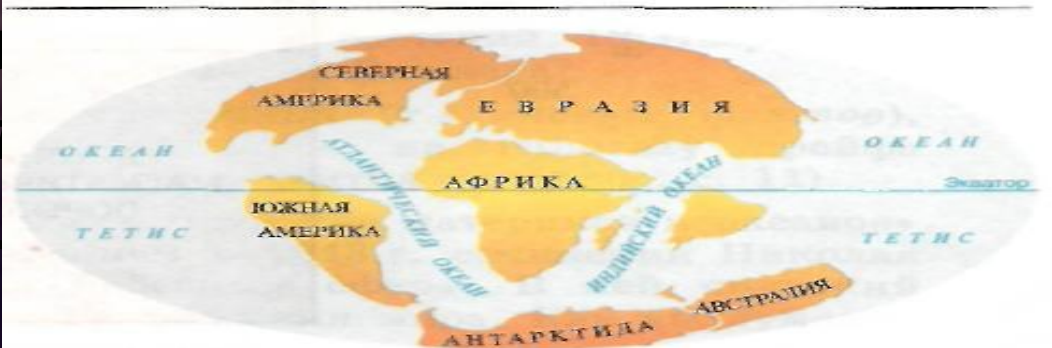 СЕВЕРНАЯ
АМЕРИКА
ЕВРАЗИЯ
ОКЕАН
ОКЕАН
АТЛАНТИЧЕСКИЙ ОКЕАН
ИНДИЙСКИЙ ОКЕАН
АФРИКА
Экватор
ЮЖНАЯ
АМЕРИКА
ТЕТИС
ТЕТИС
АВСТРАЛИЯ
АНТАРКТИДА